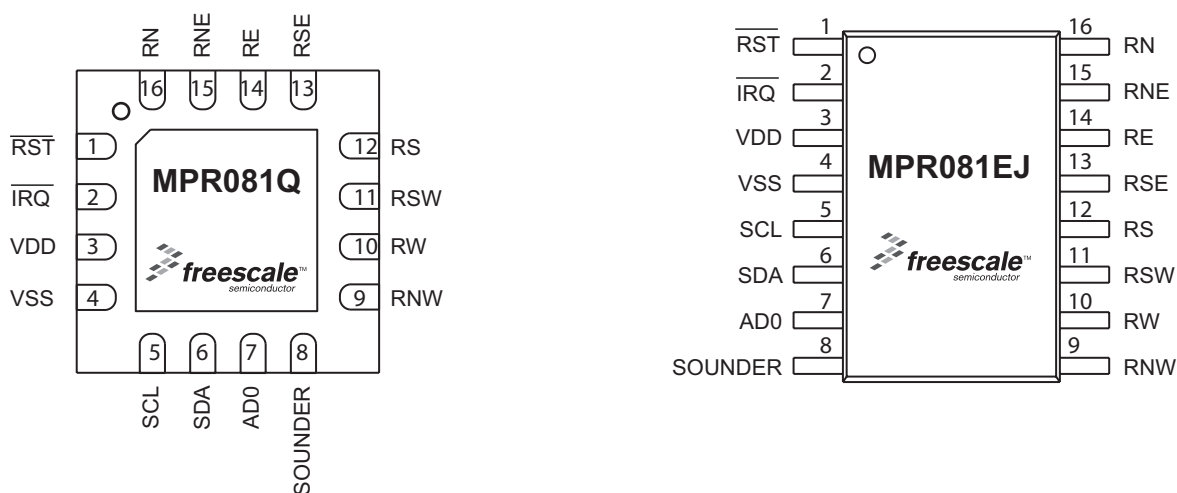 RN RNE RE RSE
16 15 14 13
RST 1
IRQ 2
VDD 3
VSS 4
12 RS
11 RSW
10 RW
9 RNW
MPR081Q
freescale™
semiconductor
5 6 7 8
SCL SDA AD0 SOUNDER
RST 1
IRQ 2
VDD 3
VSS 4
SCL 5
SDA 6
AD0 7
SOUNDER 8
MPR081EJ
freescale™
semiconductor
16 RN
15 RNE
14 RE
13 RSE
12 RS
11 RSW
10 RW
9 RNW